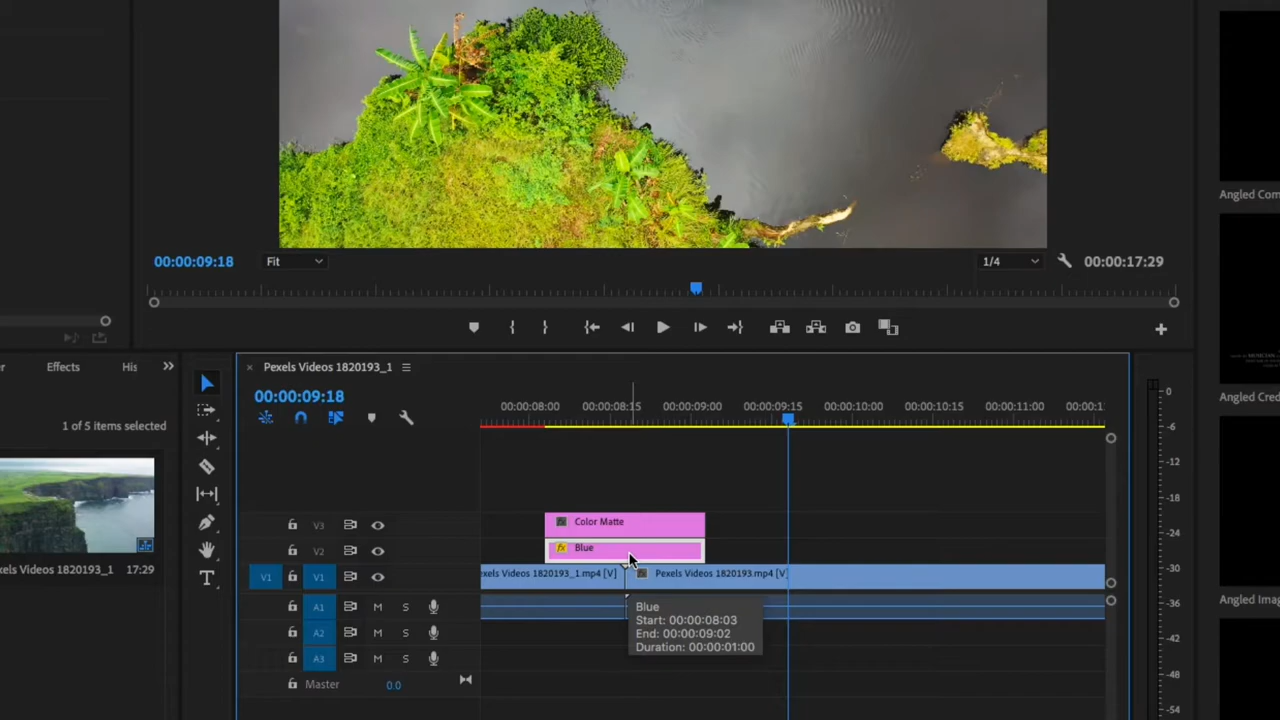 Angled Com
00:00:09:18
Fit
1/4
00:00:17:29
Effects
His
Pexels Videos 1820193_1
00:00:09:18
Angled Cred
1 of 5 items selected
00:00:08:00 00:00:08:15 00:00:09:00 00:00:09:15 00:00:10:00 00:00:10:15 00:00:11:00 00:00:1
0
-6
-12
-18
-24
-30
-36
-42
-48
-54
V3 fx Color Matte
V2 fx Blue
exels Videos 1820193_1 17:29
V1 V1 exels Videos 1820193_1.mp4 [V] Pexels Videos 1820193.mp4 [V]
Angled Imag
A1 M S
A2 M S
A3 M S
Master 0.0
Blue
Start: 00:00:08:03
End: 00:00:09:02
Duration: 00:00:01:00